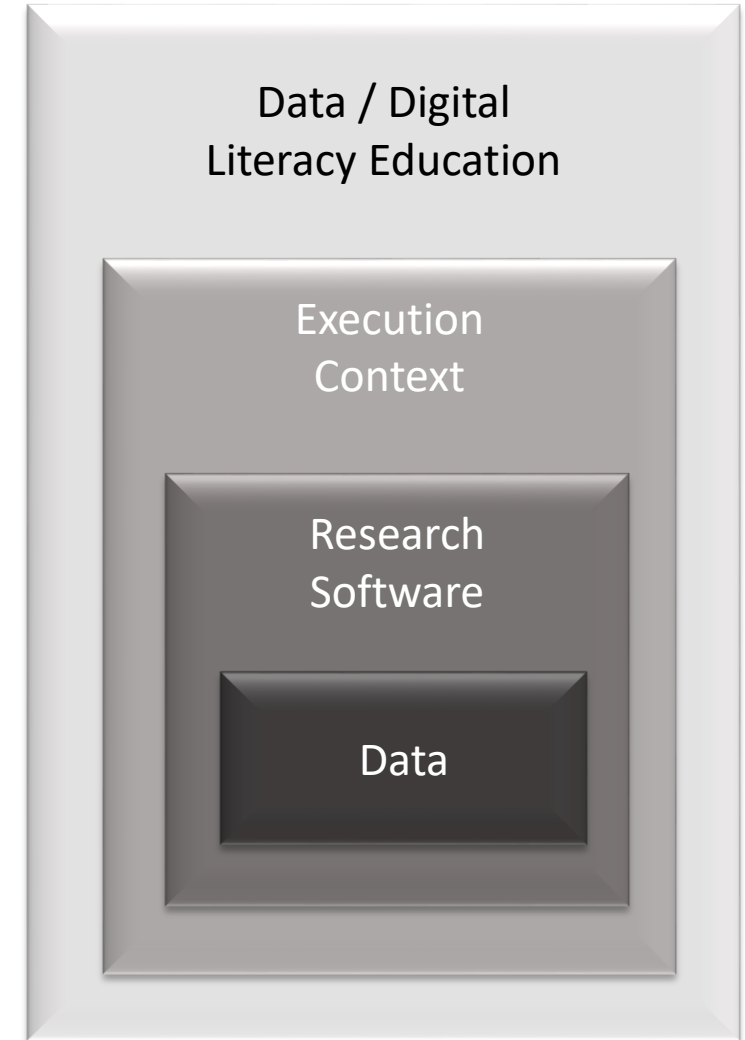 Data / Digital
Literacy Education
Execution
Context
Research
Software
Data